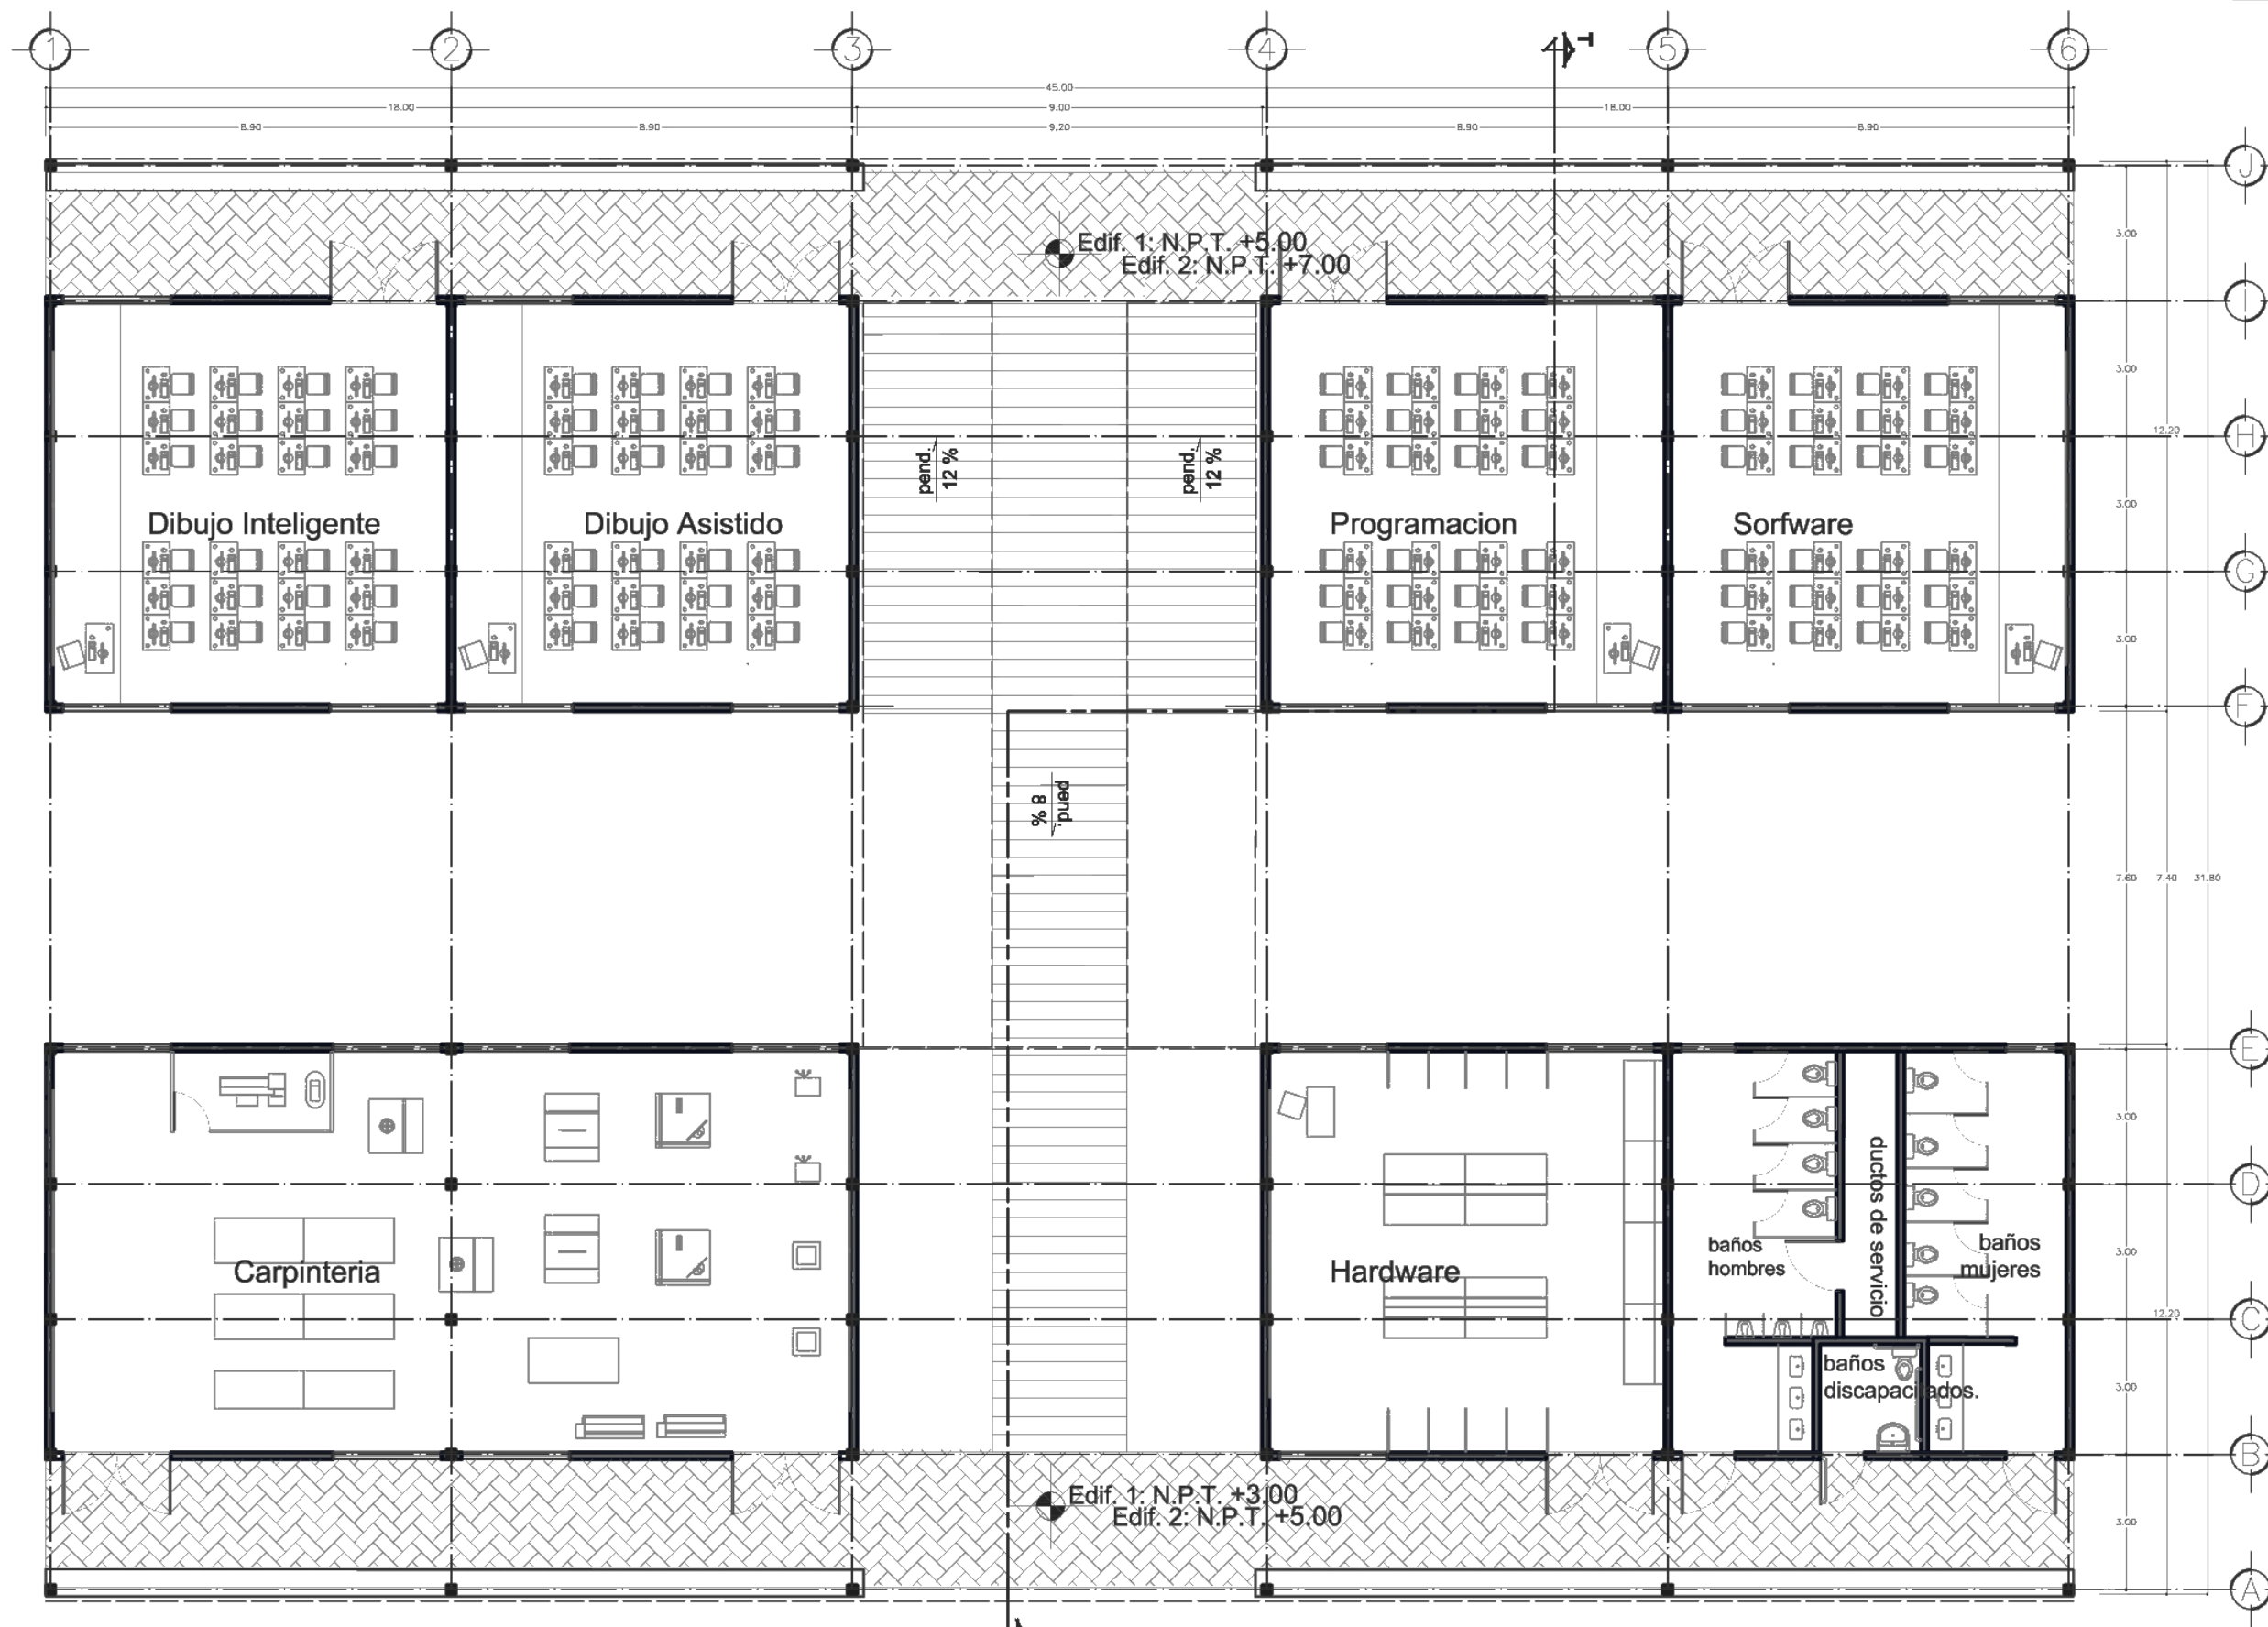 1 2 3 4 5 6
1
45.00
18.00 9.00 18.00
8.90 8.90 9.20 8.90 8.90
J
Edif. 1: N.P.T. +5.00
Edif. 2: N.P.T. +7.00
3.00
I
3.00
12.20
H
pend.
12 %
pend.
12 %
3.00
Dibujo Inteligente
Dibujo Asistido
Programacion
Sorfware
G
3.00
F
pend.
8 %
7.60 7.40 31.80
E
3.00
D
ductos de servicio
baños
hombres
baños
mujeres
3.00
Carpinteria
Hardware
12.20
C
baños
discapacitados.
3.00
B
Edif. 1: N.P.T. +3.00
Edif. 2: N.P.T. +5.00
3.00
A